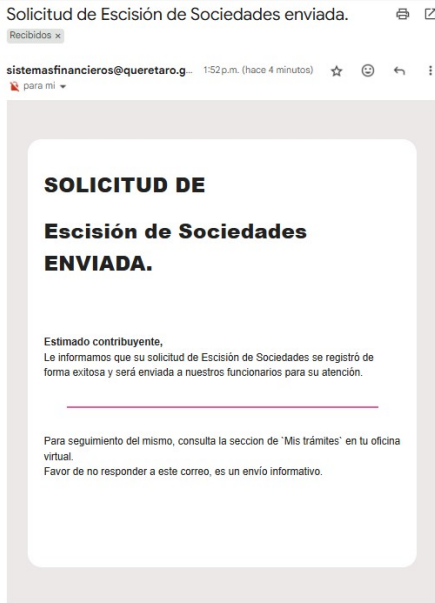 Solicitud de Escisión de Sociedades enviada.
Recibidos ×
sistemasfinancieros@queretaro.g... 1:52 p.m. (hace 4 minutos)
para mi
SOLICITUD DE
Escisión de Sociedades
ENVIADA.
Estimado contribuyente,
Le informamos que su solicitud de Escisión de Sociedades se registró de
forma exitosa y será enviada a nuestros funcionarios para su atención.
Para seguimiento del mismo, consulta la seccion de `Mis trámites` en tu oficina
virtual.
Favor de no responder a este correo, es un envío informativo.